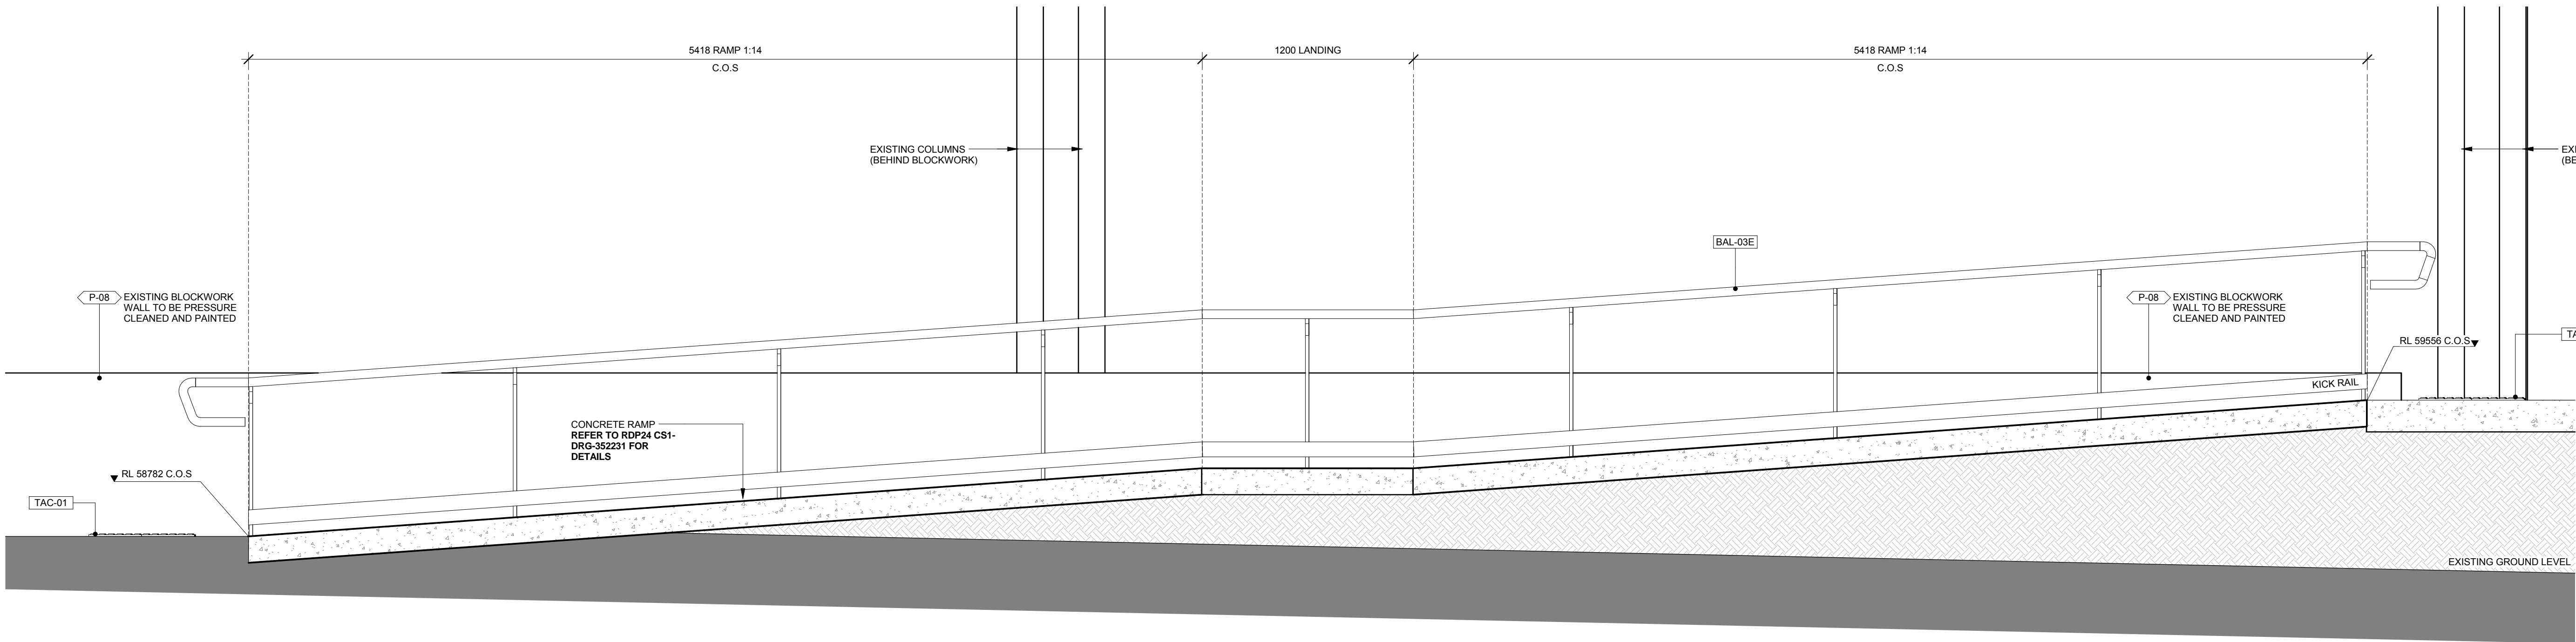 5418 RAMP 1:14
C.O.S
1200 LANDING
5418 RAMP 1:14
C.O.S
EXISTING COLUMNS
(BEHIND BLOCKWORK)
EXI
(BE
BAL-03E
P-08
EXISTING BLOCKWORK
WALL TO BE PRESSURE
CLEANED AND PAINTED
P-08
EXISTING BLOCKWORK
WALL TO BE PRESSURE
CLEANED AND PAINTED
TA
RL 59556 C.O.S
KICK RAIL
CONCRETE RAMP
REFER TO RDP24 CS1-
DRG-352231 FOR
DETAILS
RL 58782 C.O.S
TAC-01
EXISTING GROUND LEVEL